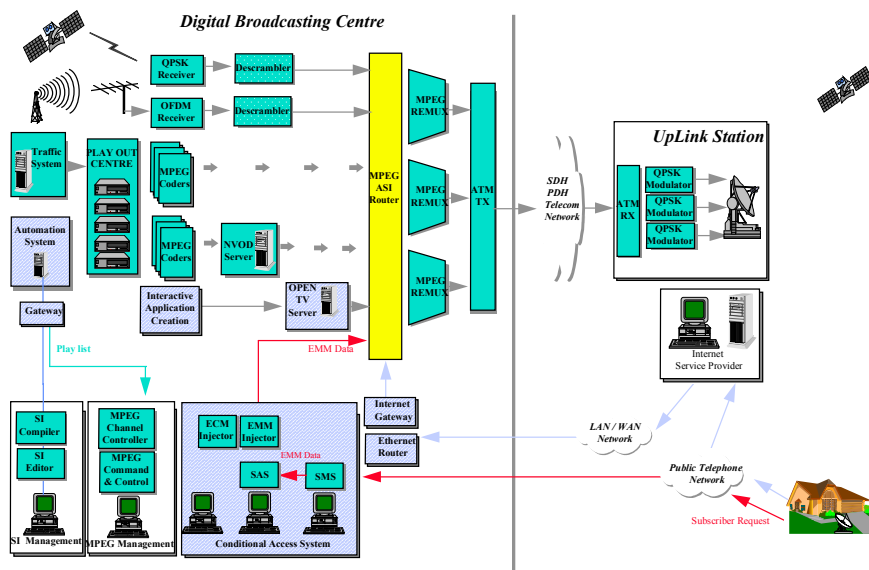 Digital Broadcasting Centre
QPSK
Receiver
Descrambler
OFDM
Receiver
Descrambler
MPEG
REMUX
Traffic
System
PLAY OUT
CENTRE
MPEG
Coders
MPEG
ASI
Router
MPEG
REMUX
ATM
TX
SDH
PDH
Telecom
Network
UpLink Station
ATM
RX
QPSK
Modulator
QPSK
Modulator
QPSK
Modulator
Automation
System
MPEG
Coders
NVOD
Server
MPEG
REMUX
Interactive
Application
Creation
OPEN
TV
Server
Gateway
Play list
EMM Data
Internet
Service Provider
SI
Compiler
SI
Editor
SI Management
MPEG
Channel
Controller
MPEG
Command
& Control
MPEG Management
ECM
Injector
EMM
Injector
EMM Data
SAS
SMS
Conditional Access System
Internet
Gateway
Ethernet
Router
LAN / WAN
Network
Public Telephone
Network
Subscriber Request